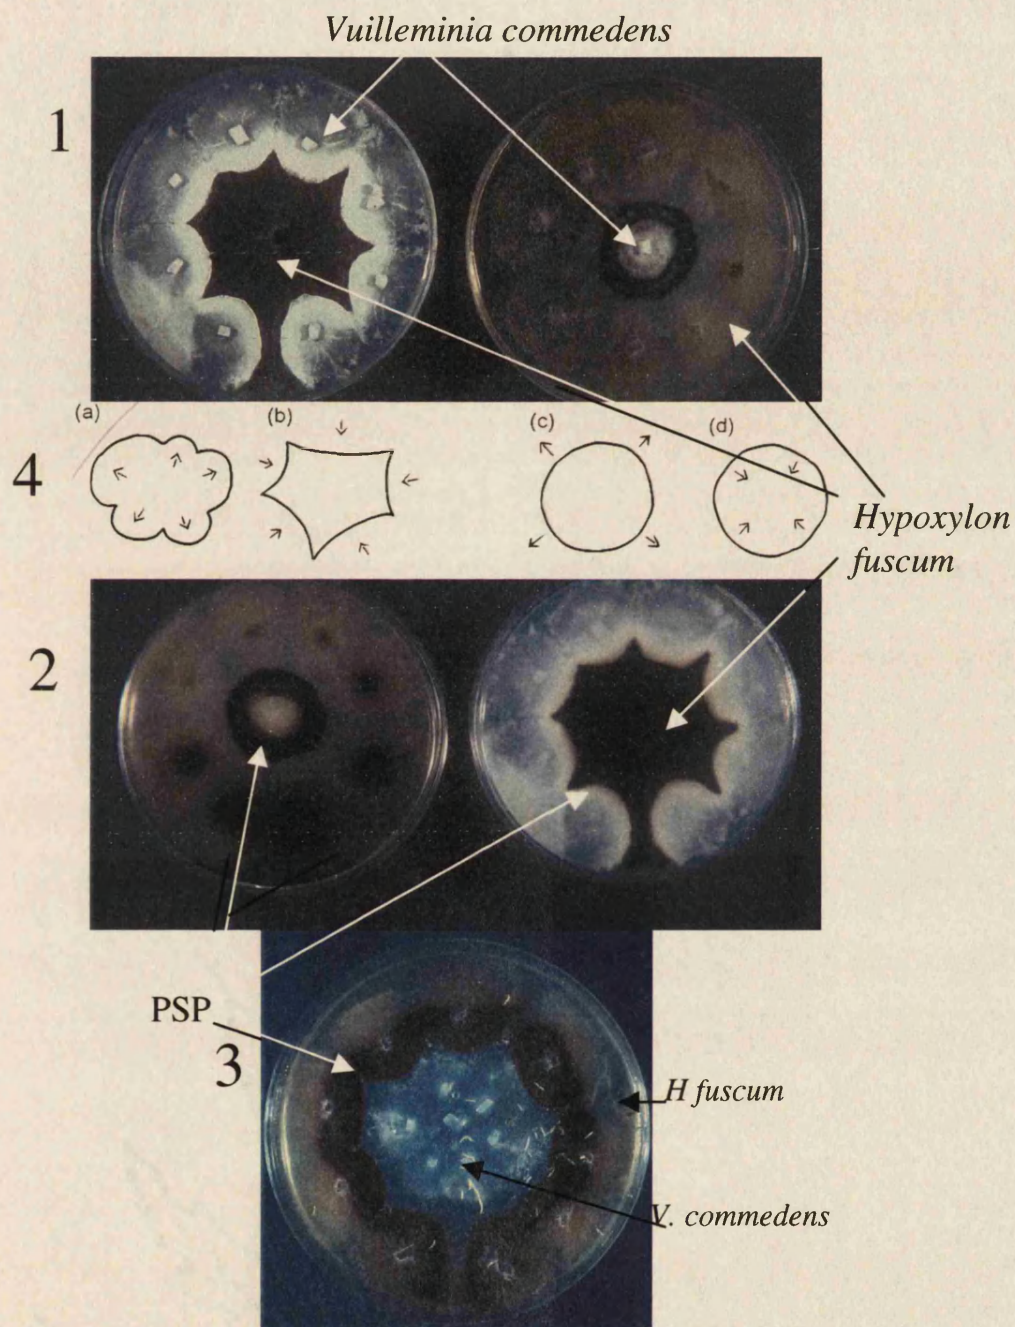 Vuilleminia commedens
1
(a)
(b)
(c)
(d)
4
Hypoxylon
fuscum
2
PSP
3
H fuscum
V. commedens